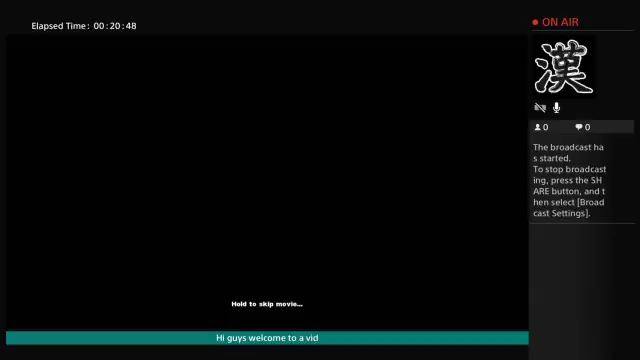 Elapsed Time: 00:20:48
ON AIR
漢
0 0
The broadcast ha
s started.
To stop broadcast
ing, press the SH
ARE button, and t
hen select [Broad
cast Settings].
Hold to skip movie...
Hi guys welcome to a vid